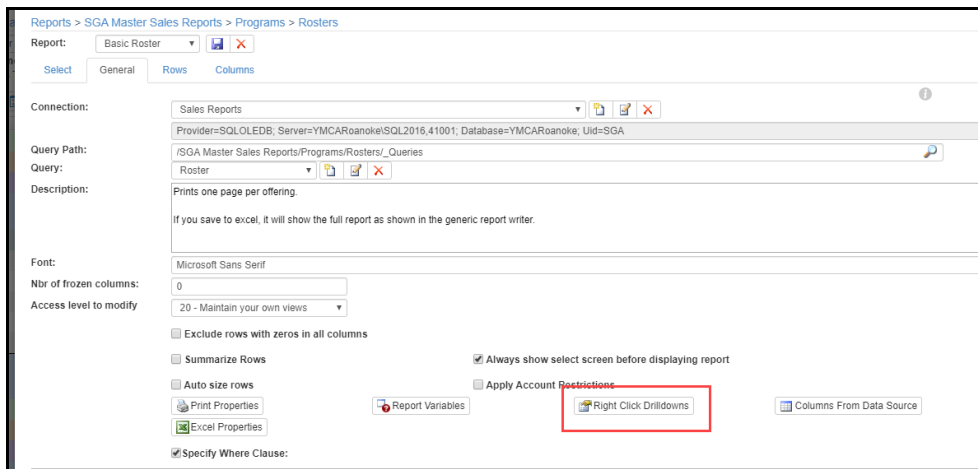 Reports > SGA Master Sales Reports > Programs > Rosters
Report: Basic Roster
Select General Rows Columns
Connection: Sales Reports
Provider=SQLOLEDB; Server=YMCARoanoke\SQL2016,41001; Database=YMCARoanoke; Uid=SGA
Query Path: /SGA Master Sales Reports/Programs/Rosters/_Queries
Query: Roster
Description: Prints one page per offering.
If you save to excel, it will show the full report as shown in the generic report writer.
Font: Microsoft Sans Serif
Nbr of frozen columns: 0
Access level to modify 20 - Maintain your own views
Exclude rows with zeros in all columns
Summarize Rows Always show select screen before displaying report
Auto size rows Apply Account Restrictions
Print Properties Report Variables Right Click Drilldowns Columns From Data Source
Excel Properties
Specify Where Clause: